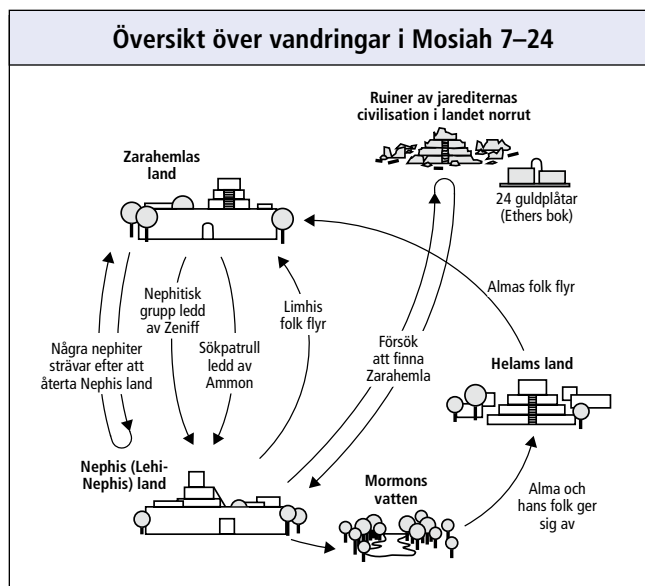 Översikt över vandringar i Mosiah 7–24
Ruiner av jarediternas
civilisation i landet norrut
Zarahemlas
land
24 guldplåtar
(Ethers bok)
Almas folk flyr
Nephitisk
grupp ledd
av Zeniff
Limhis
folk flyr
Några nephiter
strävar efter att
återta Nephis land
Sökpatrull
ledd av
Ammon
Försök
att finna
Zarahemla
Helams land
Nephis (Lehi-
Nephis) land
Mormons
vatten
Alma och
hans folk ger
sig av